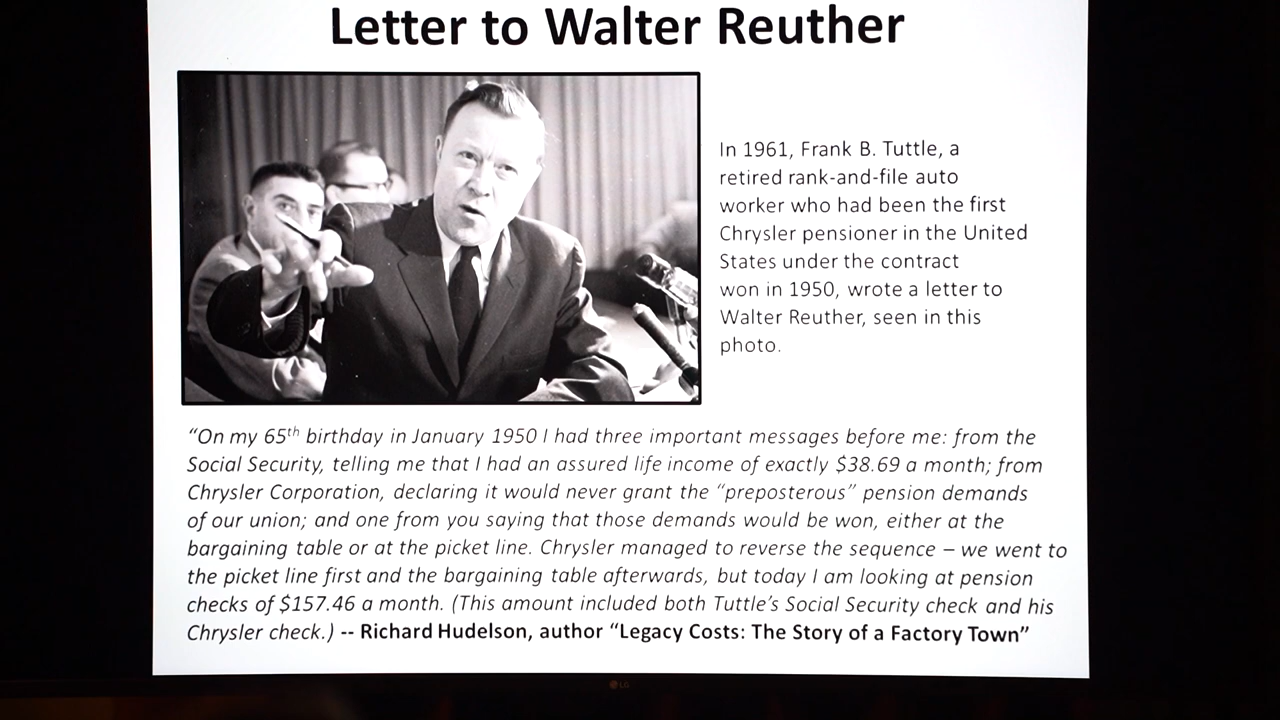 Letter to Walter Reuther
In 1961, Frank B. Tuttle, a
retired rank-and-file auto
worker who had been the first
Chrysler pensioner in the United
States under the contract
won in 1950, wrote a letter to
Walter Reuther, seen in this
photo.
“On my 65th birthday in January 1950 I had three important messages before me: from the
Social Security, telling me that I had an assured life income of exactly $38.69 a month; from
Chrysler Corporation, declaring it would never grant the “preposterous” pension demands
of our union; and one from you saying that those demands would be won, either at the
bargaining table or at the picket line. Chrysler managed to reverse the sequence – we went to
the picket line first and the bargaining table afterwards, but today I am looking at pension
checks of $157.46 a month. (This amount included both Tuttle’s Social Security check and his
Chrysler check.) -- Richard Hudelson, author “Legacy Costs: The Story of a Factory Town”
LG